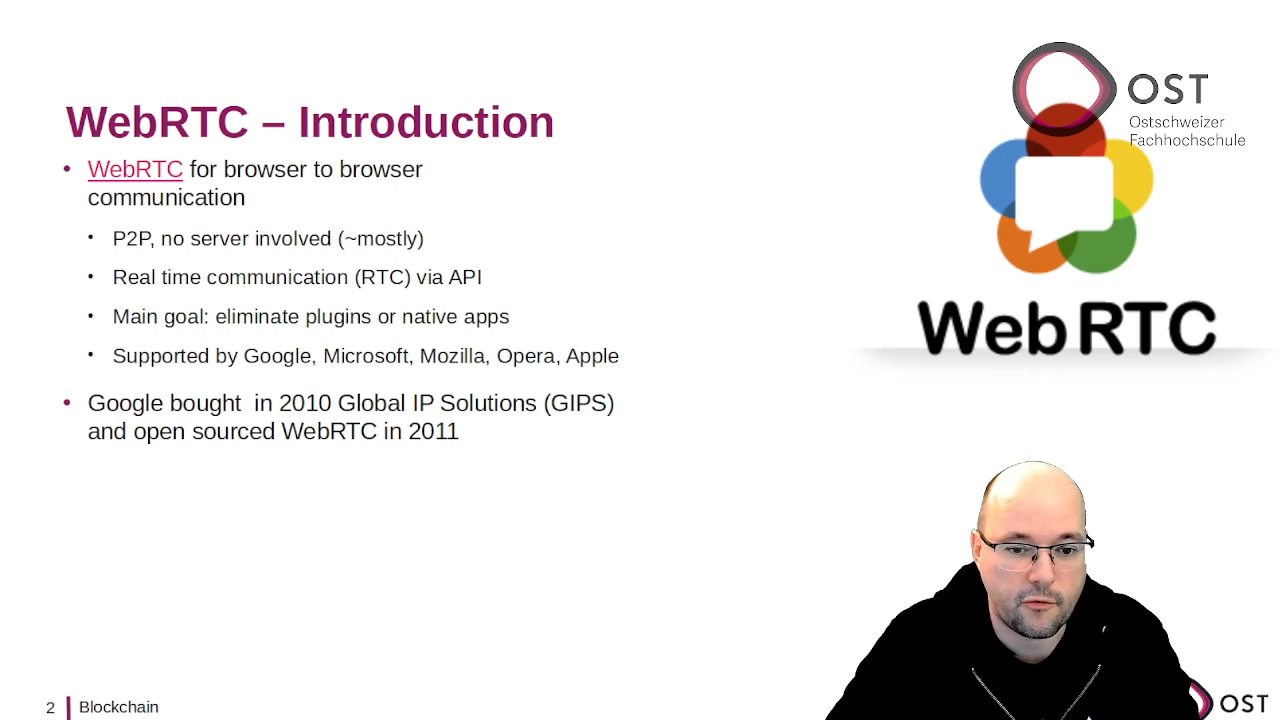 OST
Ostschweizer
Fachhochschule
WebRTC – Introduction
• WebRTC for browser to browser
communication
• P2P, no server involved (~mostly)
• Real time communication (RTC) via API
• Main goal: eliminate plugins or native apps
• Supported by Google, Microsoft, Mozilla, Opera, Apple
• Google bought  in 2010 Global IP Solutions (GIPS)
and open sourced WebRTC in 2011
Web RTC
2
Blockchain
OST